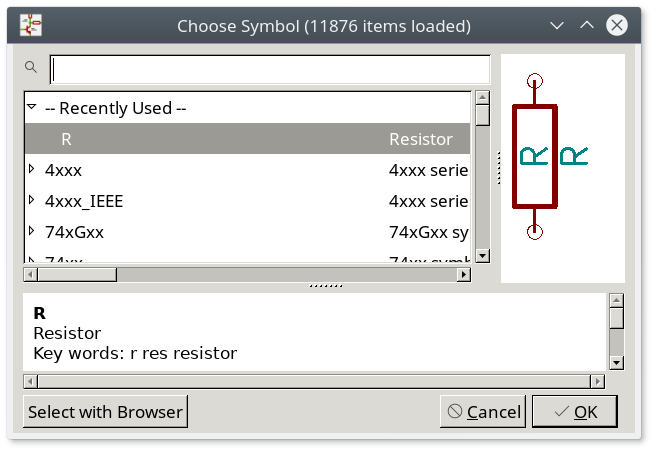 Choose Symbol (11876 items loaded)
-- Recently Used --
R Resistor
4xxx 4xxx serie
4xxx_IEEE 4xxx serie
74xGxx 74xGxx sy
74xx 74xx symb
R R
R
Resistor
Key words: r res resistor
Select with Browser Cancel OK